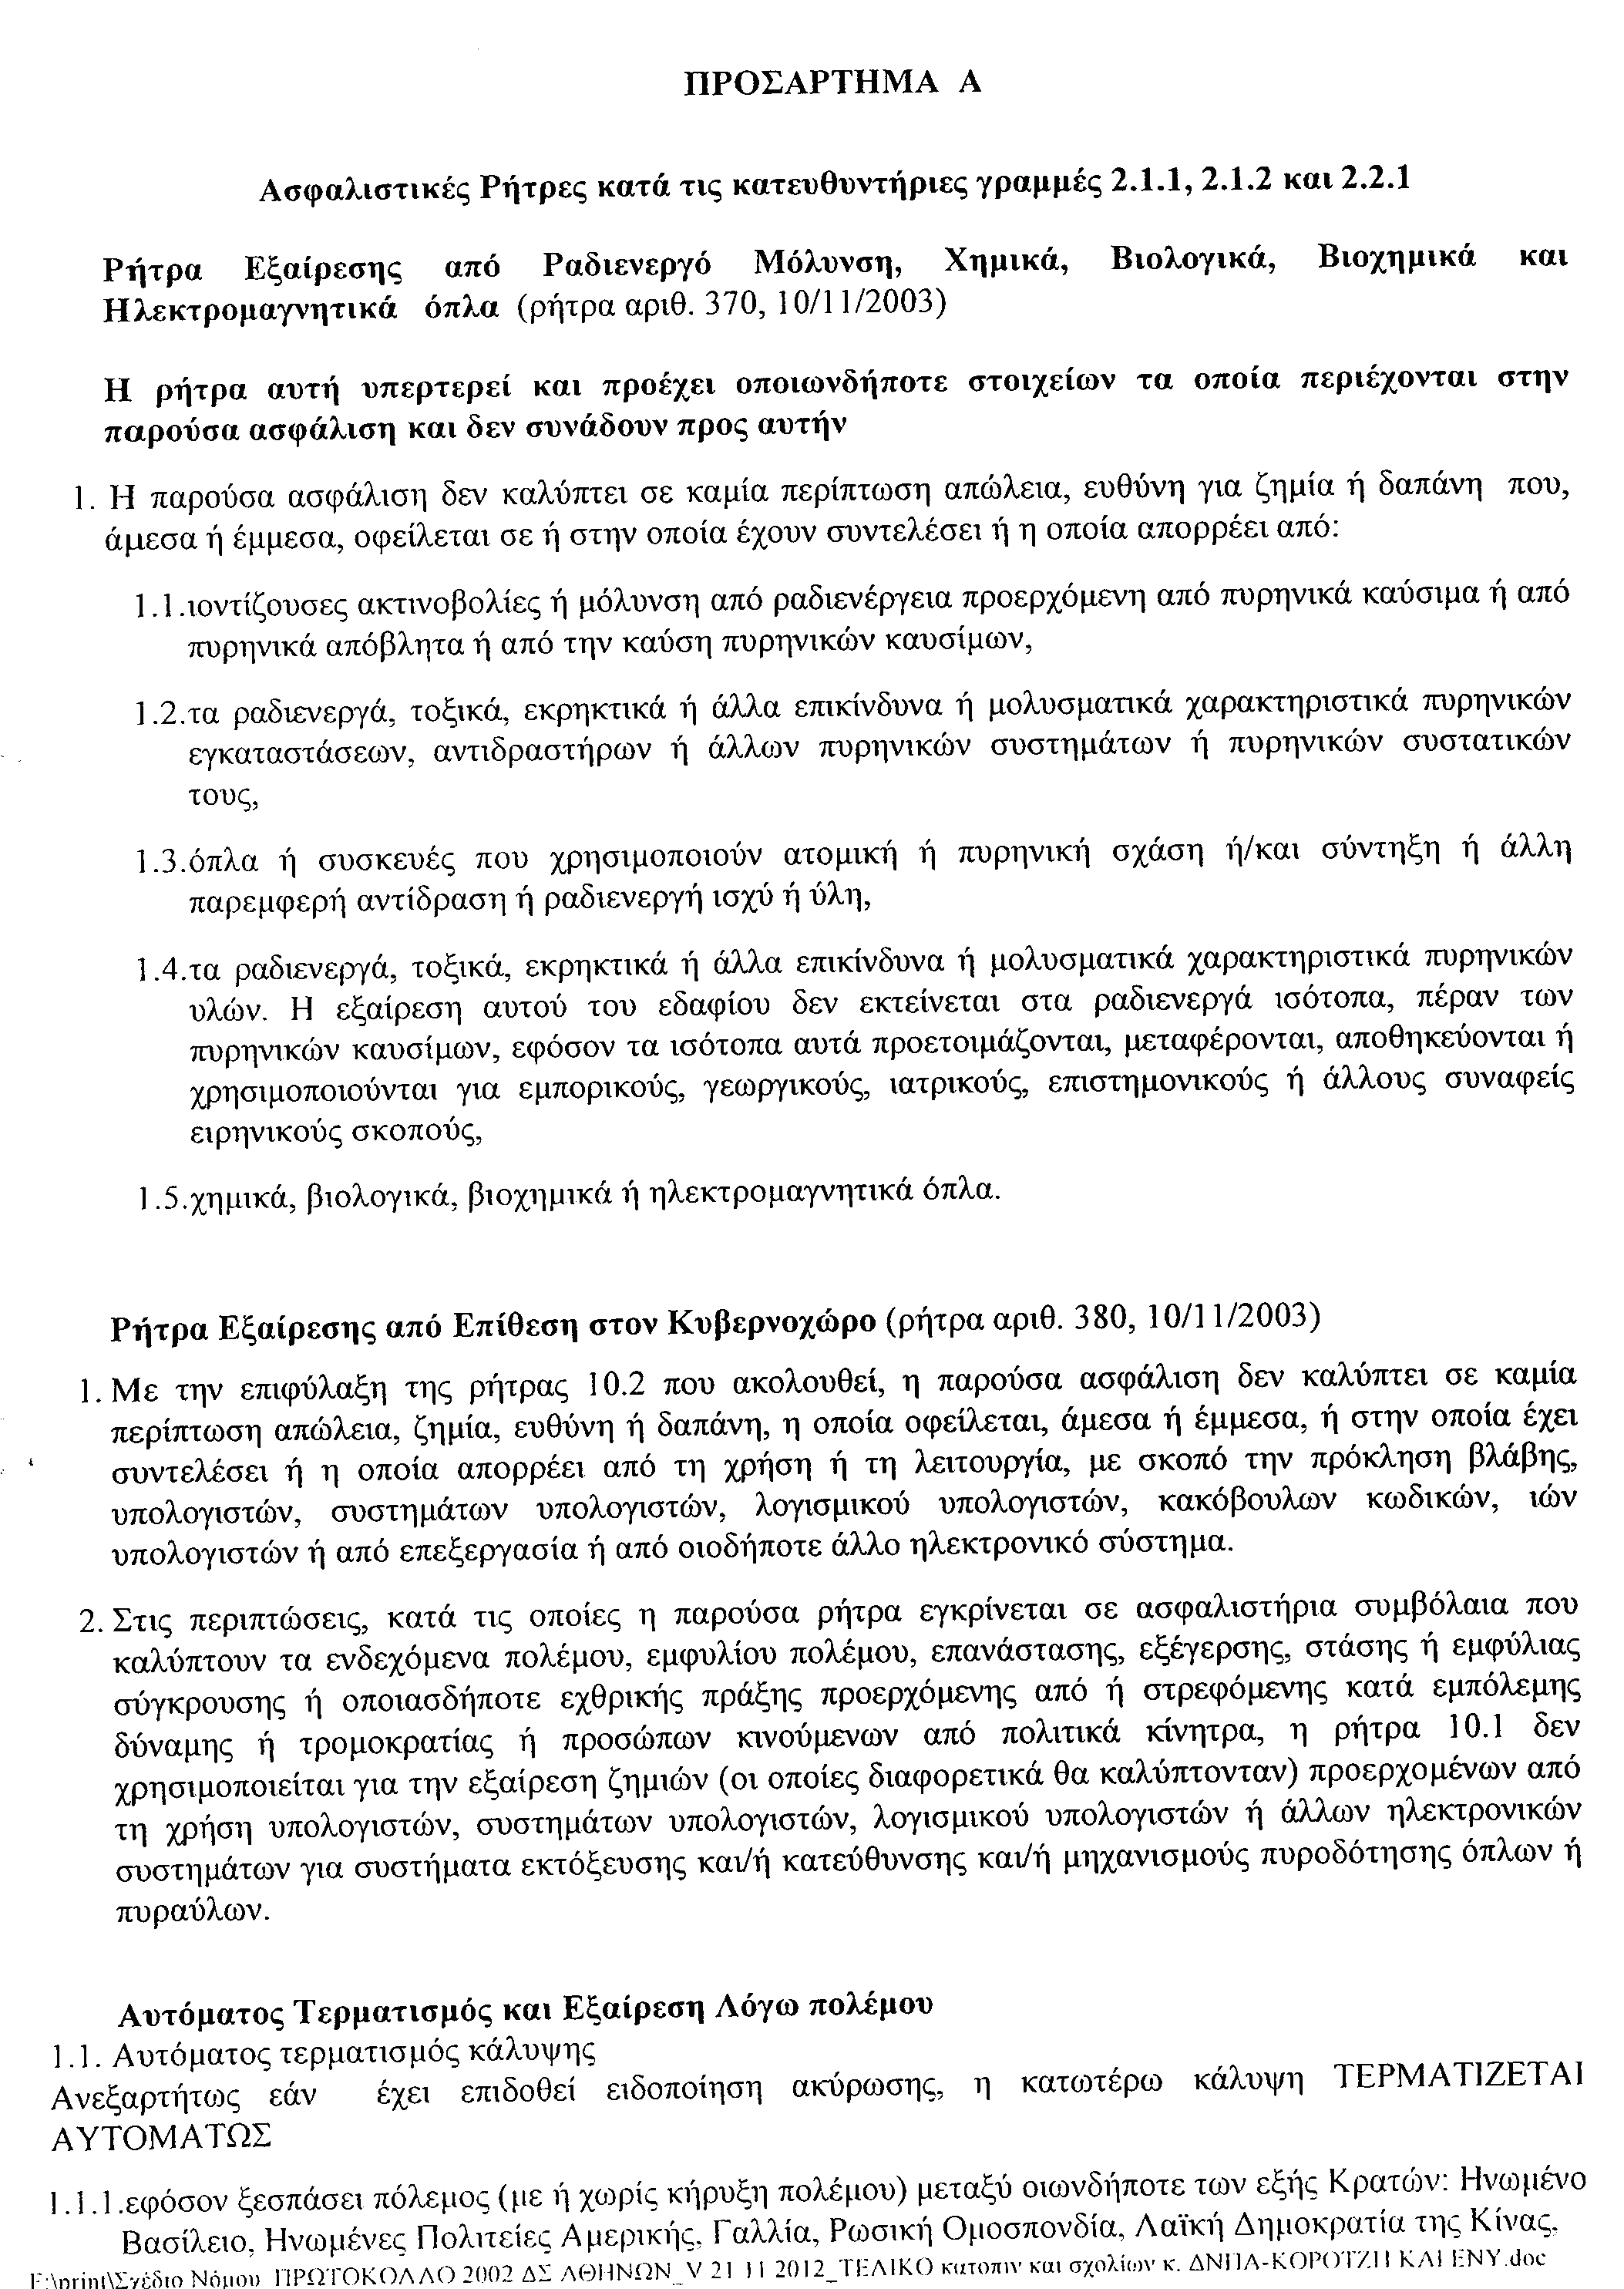 ΠΡΟΣΑΡΤΗΜΑ Α
Ασφαλιστικές Ρήτρες κατά τις κατευθυντήριες γραμμές 2.1.1, 2.1.2 και 2.2.1
Ρήτρα Εξαίρεσης από Ραδιενεργό Μόλυνση, Χημικά, Βιολογικά, Βιοχημικά και
Ηλεκτρομαγνητικά όπλα (ρήτρα αριθ. 370, 10/11/2003)
Η ρήτρα αυτή υπερτερεί και προέχει οποιωνδήποτε στοιχείων τα οποία περιέχονται στην
παρούσα ασφάλιση και δεν συνάδουν προς αυτήν
1. Η παρούσα ασφάλιση δεν καλύπτει σε καμία περίπτωση απώλεια, ευθύνη για ζημία ή δαπάνη που,
άμεσα ή έμμεσα, οφείλεται σε ή στην οποία έχουν συντελέσει ή η οποία απορρέει από:
1.1.ιοντίζουσες ακτινοβολίες ή μόλυνση από ραδιενέργεια προερχόμενη από πυρηνικά καύσιμα ή από
πυρηνικά απόβλητα ή από την καύση πυρηνικών καυσίμων,
1.2.τα ραδιενεργά, τοξικά, εκρηκτικά ή άλλα επικίνδυνα ή μολυσματικά χαρακτηριστικά πυρηνικών
εγκαταστάσεων, αντιδραστήρων ή άλλων πυρηνικών συστημάτων ή πυρηνικών συστατικών
τους,
1.3.όπλα ή συσκευές που χρησιμοποιούν ατομική ή πυρηνική σχάση ή/και σύντηξη ή άλλη
παρεμφερή αντίδραση ή ραδιενεργή ισχύ ή ύλη,
1.4.τα ραδιενεργά, τοξικά, εκρηκτικά ή άλλα επικίνδυνα ή μολυσματικά χαρακτηριστικά πυρηνικών
υλών. Η εξαίρεση αυτού του εδαφίου δεν εκτείνεται στα ραδιενεργά ισότοπα, πέραν των
πυρηνικών καυσίμων, εφόσον τα ισότοπα αυτά προετοιμάζονται, μεταφέρονται, αποθηκεύονται ή
χρησιμοποιούνται για εμπορικούς, γεωργικούς, ιατρικούς, επιστημονικούς ή άλλους συναφείς
ειρηνικούς σκοπούς,
1.5.χημικά, βιολογικά, βιοχημικά ή ηλεκτρομαγνητικά όπλα.
Ρήτρα Εξαίρεσης από Επίθεση στον Κυβερνοχώρο (ρήτρα αριθ. 380, 10/11/2003)
1. Με την επιφύλαξη της ρήτρας 10.2 που ακολουθεί, η παρούσα ασφάλιση δεν καλύπτει σε καμία
περίπτωση απώλεια, ζημία, ευθύνη ή δαπάνη, η οποία οφείλεται, άμεσα ή έμμεσα, ή στην οποία έχει
συντελέσει ή η οποία απορρέει από τη χρήση ή τη λειτουργία, με σκοπό την πρόκληση βλάβης,
υπολογιστών, συστημάτων υπολογιστών, λογισμικού υπολογιστών, κακόβουλων κωδικών, ιών
υπολογιστών ή από επεξεργασία ή από οιοδήποτε άλλο ηλεκτρονικό σύστημα.
2. Στις περιπτώσεις, κατά τις οποίες η παρούσα ρήτρα εγκρίνεται σε ασφαλιστήρια συμβόλαια που
καλύπτουν τα ενδεχόμενα πολέμου, εμφυλίου πολέμου, επανάστασης, εξέγερσης, στάσης ή εμφύλιας
σύγκρουσης ή οποιασδήποτε εχθρικής πράξης προερχόμενης από ή στρεφόμενης κατά εμπόλεμης
δύναμης ή τρομοκρατίας ή προσώπων κινούμενων από πολιτικά κίνητρα, η ρήτρα 10.1 δεν
χρησιμοποιείται για την εξαίρεση ζημιών (οι οποίες διαφορετικά θα καλύπτονταν) προερχομένων από
τη χρήση υπολογιστών, συστημάτων υπολογιστών, λογισμικού υπολογιστών ή άλλων ηλεκτρονικών
συστημάτων για συστήματα εκτόξευσης και/ή κατεύθυνσης και/ή μηχανισμούς πυροδότησης όπλων ή
πυραύλων.
Αυτόματος Τερματισμός και Εξαίρεση Λόγω πολέμου
1.1. Αυτόματος τερματισμός κάλυψης
Ανεξαρτήτως εάν έχει επιδοθεί ειδοποίηση ακύρωσης, η κατωτέρω κάλυψη ΤΕΡΜΑΤΙΖΕΤΑΙ
ΑΥΤΟΜΑΤΩΣ
1.1.1.εφόσον ξεσπάσει πόλεμος (με ή χωρίς κήρυξη πολέμου) μεταξύ οιωνδήποτε των εξής Κρατών: Ηνωμένο
Βασίλειο, Ηνωμένες Πολιτείες Αμερικής, Γαλλία, Ρωσική Ομοσπονδία, Λαϊκή Δημοκρατία της Κίνας,
F:\print\Σχέδιο Νόμου ΠΡΩΤΟΚΟΛΛΟ 2002 ΔΣ ΑΘΗΝΩΝ_V 21 11 2012_ΤΕΛΙΚΟ κατοπιν και σχολίων κ. ΔΝΠΑ-ΚΟΡΟΤΖΗ ΚΑΙ ΕΝΥ.doc